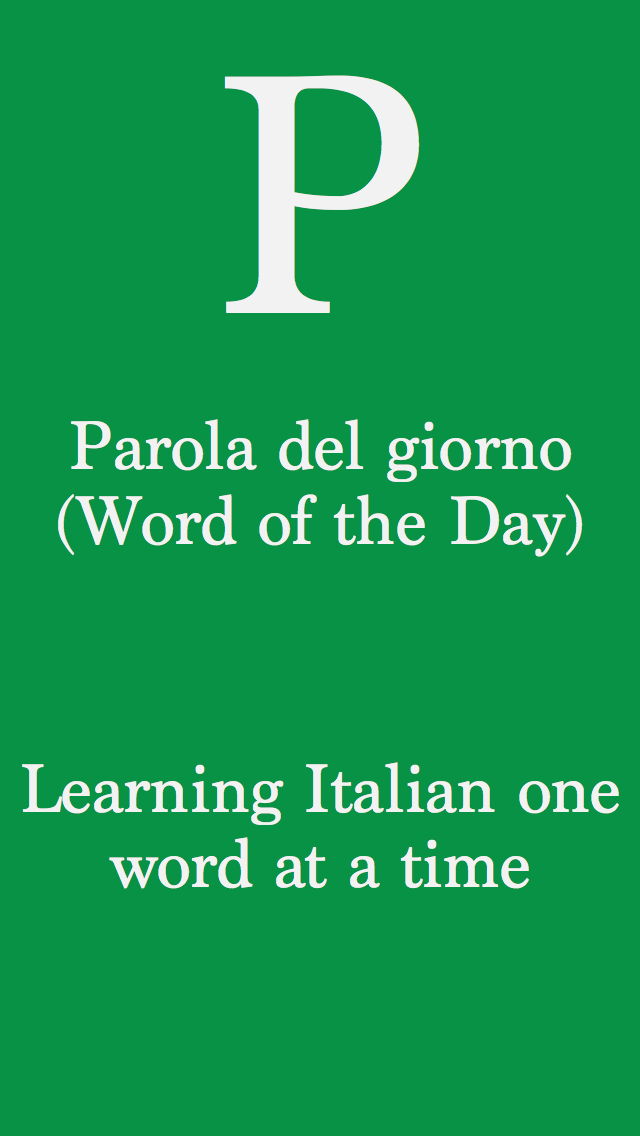 P
Parola del giorno
(Word of the Day)
Learning Italian one
word at a time